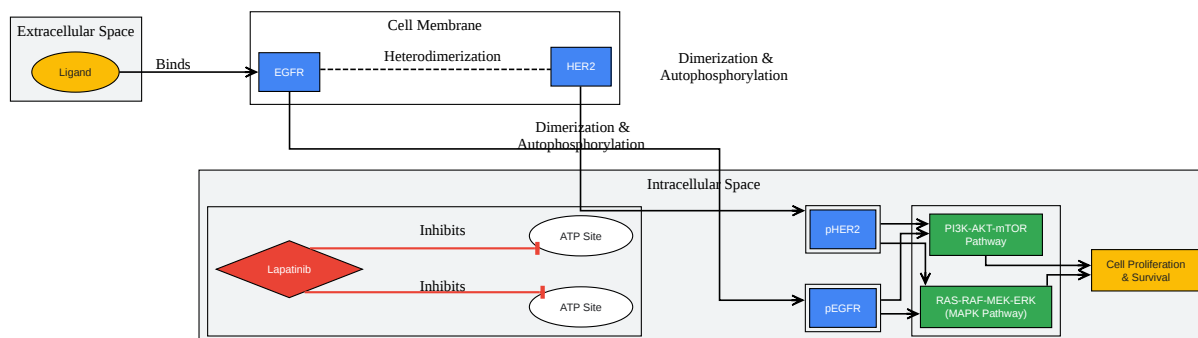 Extracellular Space
Ligand
Binds
Cell Membrane
EGFR
Heterodimerization
HER2
Dimerization &
Autophosphorylation
Dimerization &
Autophosphorylation
Intracellular Space
Lapatinib
Inhibits
ATP Site
Inhibits
ATP Site
pHER2
pEGFR
PI3K-AKT-mTOR
Pathway
RAS-RAF-MEK-ERK
(MAPK Pathway)
Cell Proliferation
& Survival